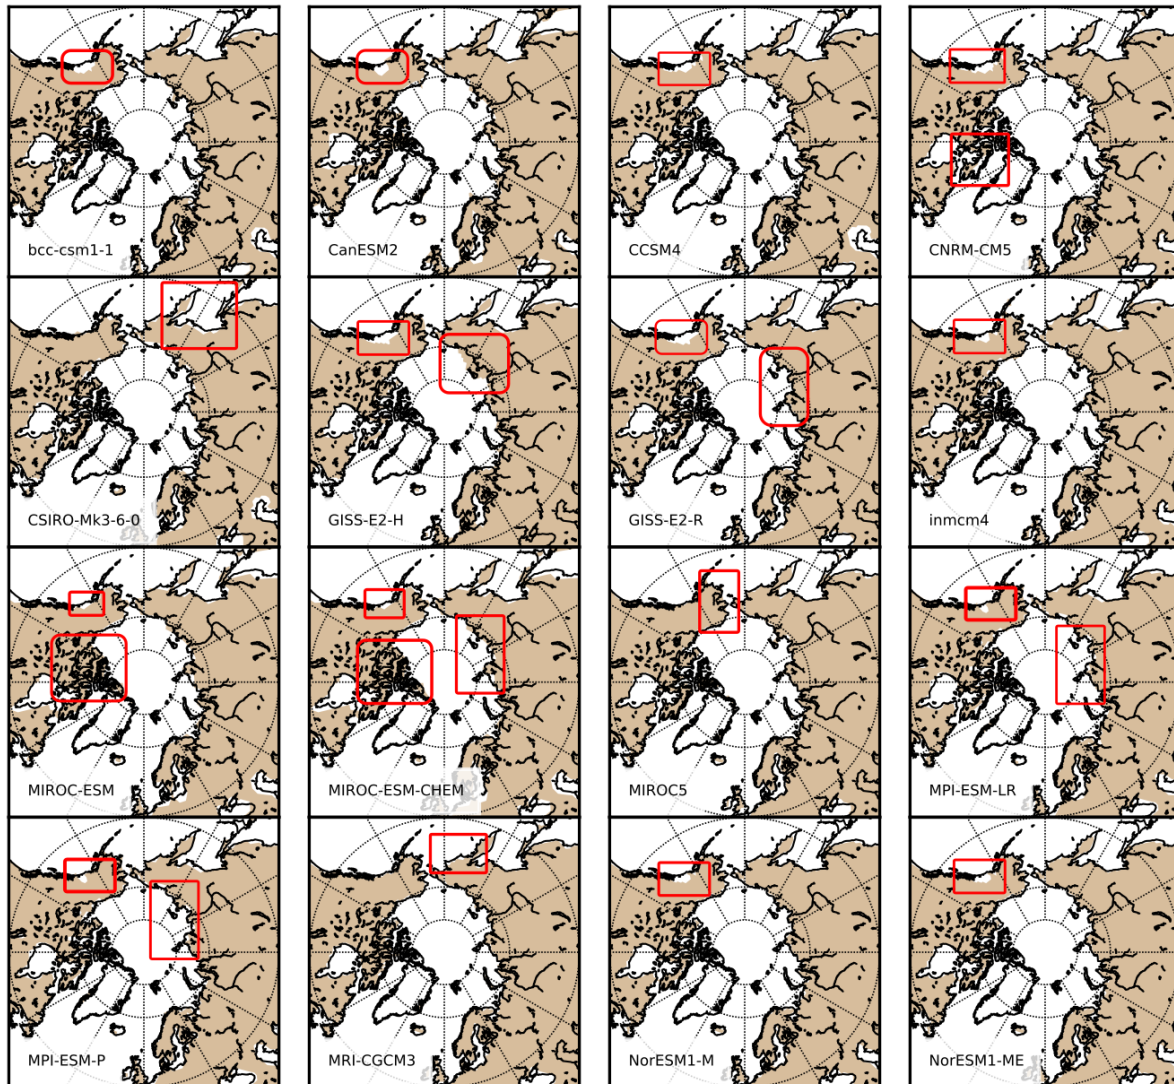 bcc-csm1-1
CanESM2
CCSM4
CNRM-CM5
CSIRO-Mk3-6-0
GISS-E2-H
GISS-E2-R
inmcm4
MIROC-ESM
MIROC-ESM-CHEM
MIROC5
MPI-ESM-LR
MPI-ESM-P
MRI-CGCM3
NorESM1-M
NorESM1-ME